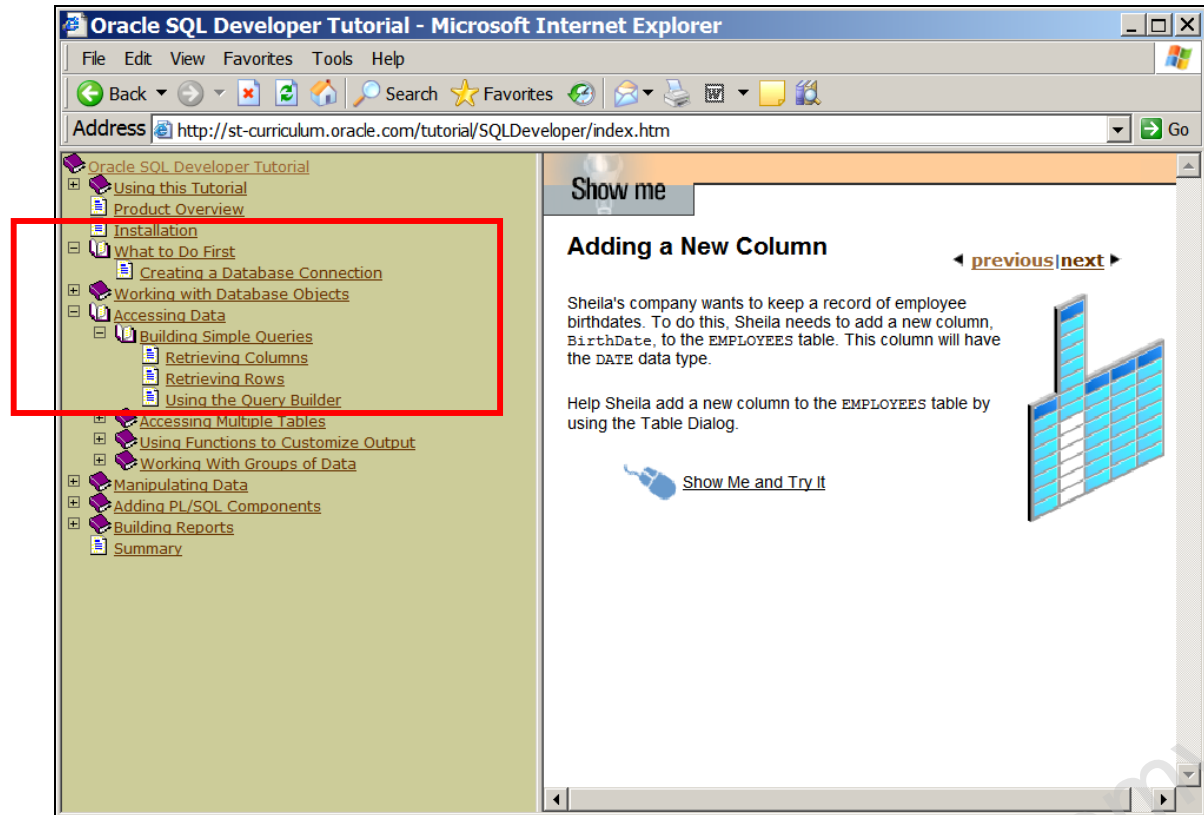 Oracle SQL Developer Tutorial - Microsoft Internet Explorer
File Edit View Favorites Tools Help
Back Search Favorites
Address http://st-curriculum.oracle.com/tutorial/SQLDeveloper/index.htm Go
Oracle SQL Developer Tutorial
Using this Tutorial
Product Overview
Installation
What to Do First
Creating a Database Connection
Working with Database Objects
Accessing Data
Building Simple Queries
Retrieving Columns
Retrieving Rows
Using the Query Builder
Accessing Multiple Tables
Using Functions to Customize Output
Working With Groups of Data
Manipulating Data
Adding PL/SQL Components
Building Reports
Summary
Show me
Adding a New Column
previous|next
Sheila's company wants to keep a record of employee
birthdates. To do this, Sheila needs to add a new column,
BirthDate, to the EMPLOYEES table. This column will have
the DATE data type.
Help Sheila add a new column to the EMPLOYEES table by
using the Table Dialog.
Show Me and Try It